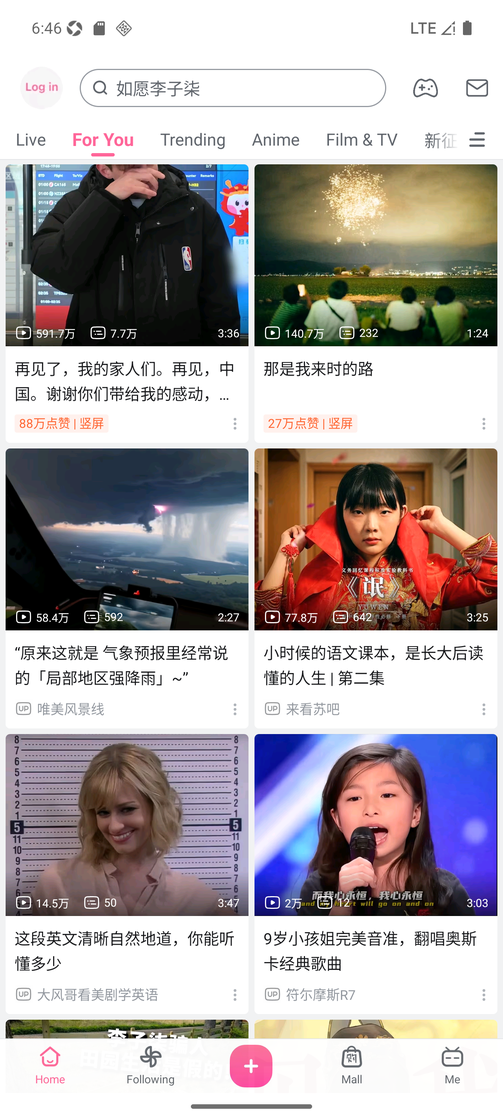 6:46
LTE
Log in
如愿李子柒
Live
For You
Trending
Anime
Film & TV
新征
591.7万
7.7万
3:36
再见了，我的家人们。再见，中
国。谢谢你们带给我的感动，...
88万点赞 | 竖屏
140.7万
232
1:24
那是我来时的路
27万点赞 | 竖屏
58.4万
592
2:27
“原来这就是 气象预报里经常说
的「局部地区强降雨」~”
UP 唯美风景线
《氓》
77.8万
642
3:25
小时候的语文课本，是长大后读
懂的人生 | 第二集
UP 来看苏吧
8
7
6
5
11
10
9
8
14.5万
50
3:47
这段英文清晰自然地道，你能听
懂多少
UP 大风哥看美剧学英语
而我心永恒，我心永恒
2万
12
3:03
9岁小孩姐完美音准，翻唱奥斯
卡经典歌曲
UP 符尔摩斯R7
Home
Following
Mall
Me